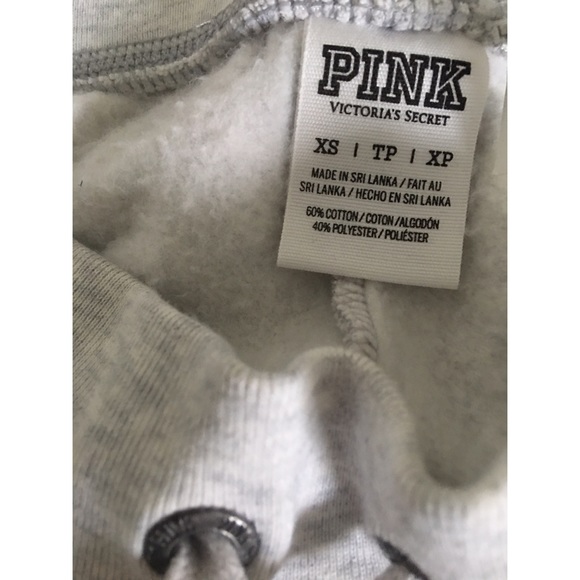 PINK
VICTORIA'S SECRET
XS | TP | XP
MADE IN SRI LANKA / FAIT AU
SRI LANKA / HECHO EN SRI LANKA
60% COTTON / COTON / ALGODÓN
40% POLYESTER / POLIÉSTER